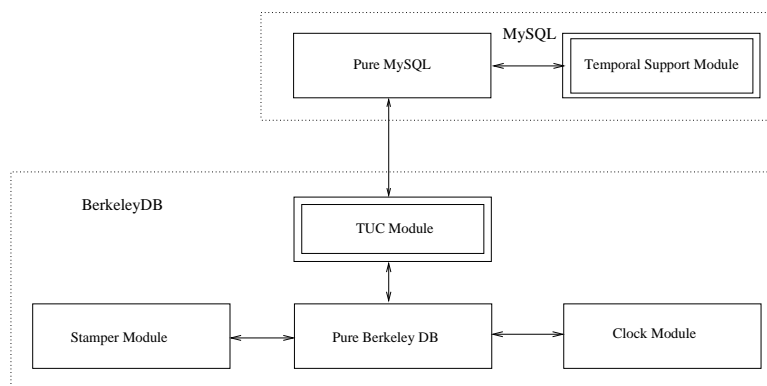 MySQL
Pure MySQL
Temporal Support Module
BerkeleyDB
TUC Module
Stamper Module
Pure Berkeley DB
Clock Module